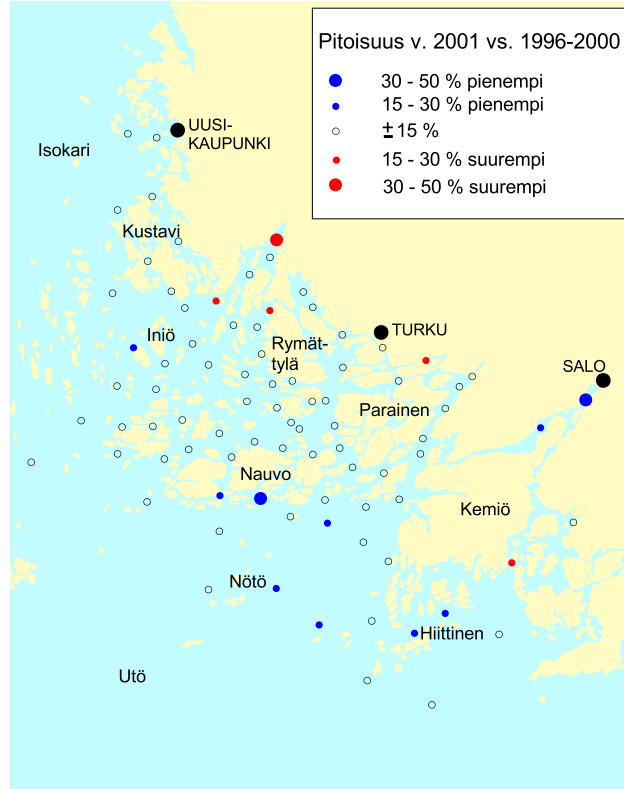 Pitoisuus v. 2001 vs. 1996-2000
30 - 50 % pienempi
15 - 30 % pienempi
± 15 %
15 - 30 % suurempi
30 - 50 % suurempi
UUSI-
KAUPUNKI
Isokari
Kustavi
Iniö
Rymät-
tylä
TURKU
SALO
Parainen
Nauvo
Kemiö
Nötö
Hiittinen
Utö